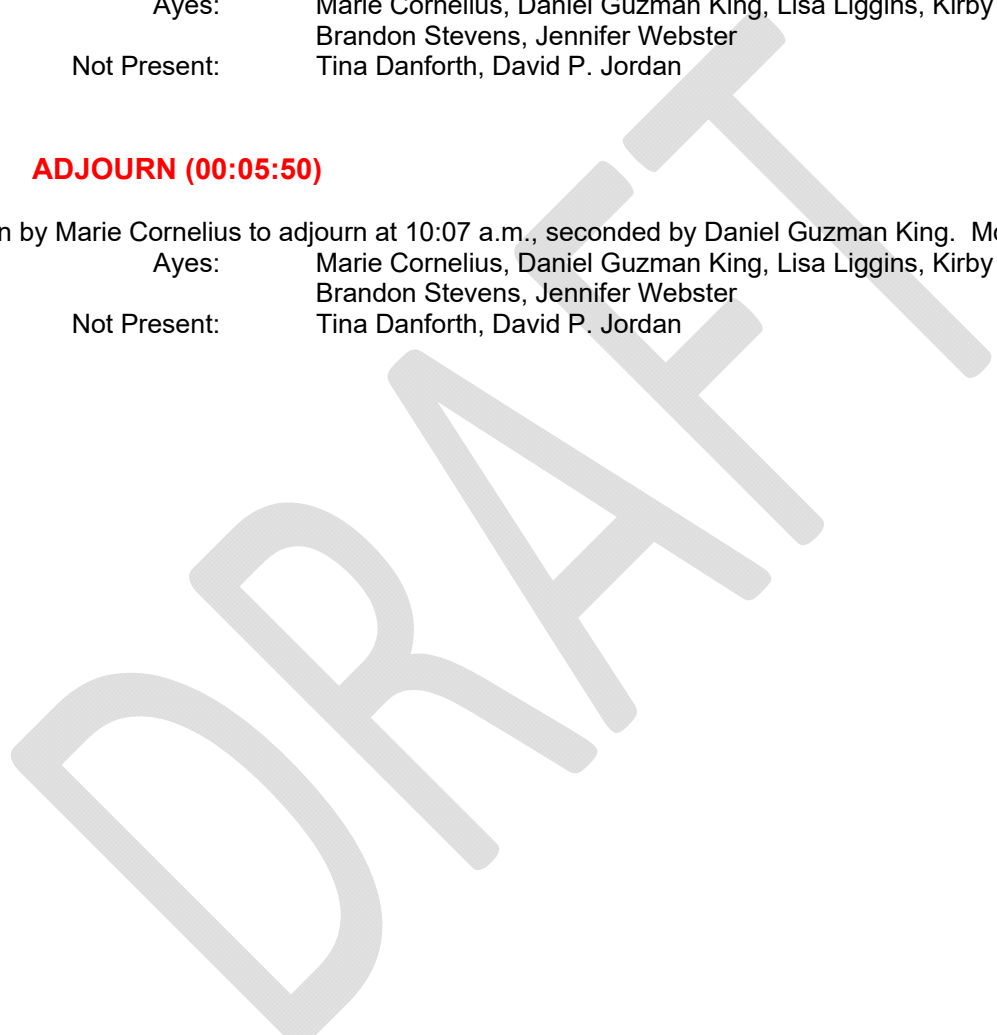 Ayes: Marie Cornelius, Daniel Guzman King, Lisa Liggins, Kirby
Brandon Stevens, Jennifer Webster
Not Present: Tina Danforth, David P. Jordan
ADJOURN (00:05:50)
n by Marie Cornelius to adjourn at 10:07 a.m., seconded by Daniel Guzman King. Mo
Ayes: Marie Cornelius, Daniel Guzman King, Lisa Liggins, Kirby
Brandon Stevens, Jennifer Webster
Not Present: Tina Danforth, David P. Jordan
DRAFT